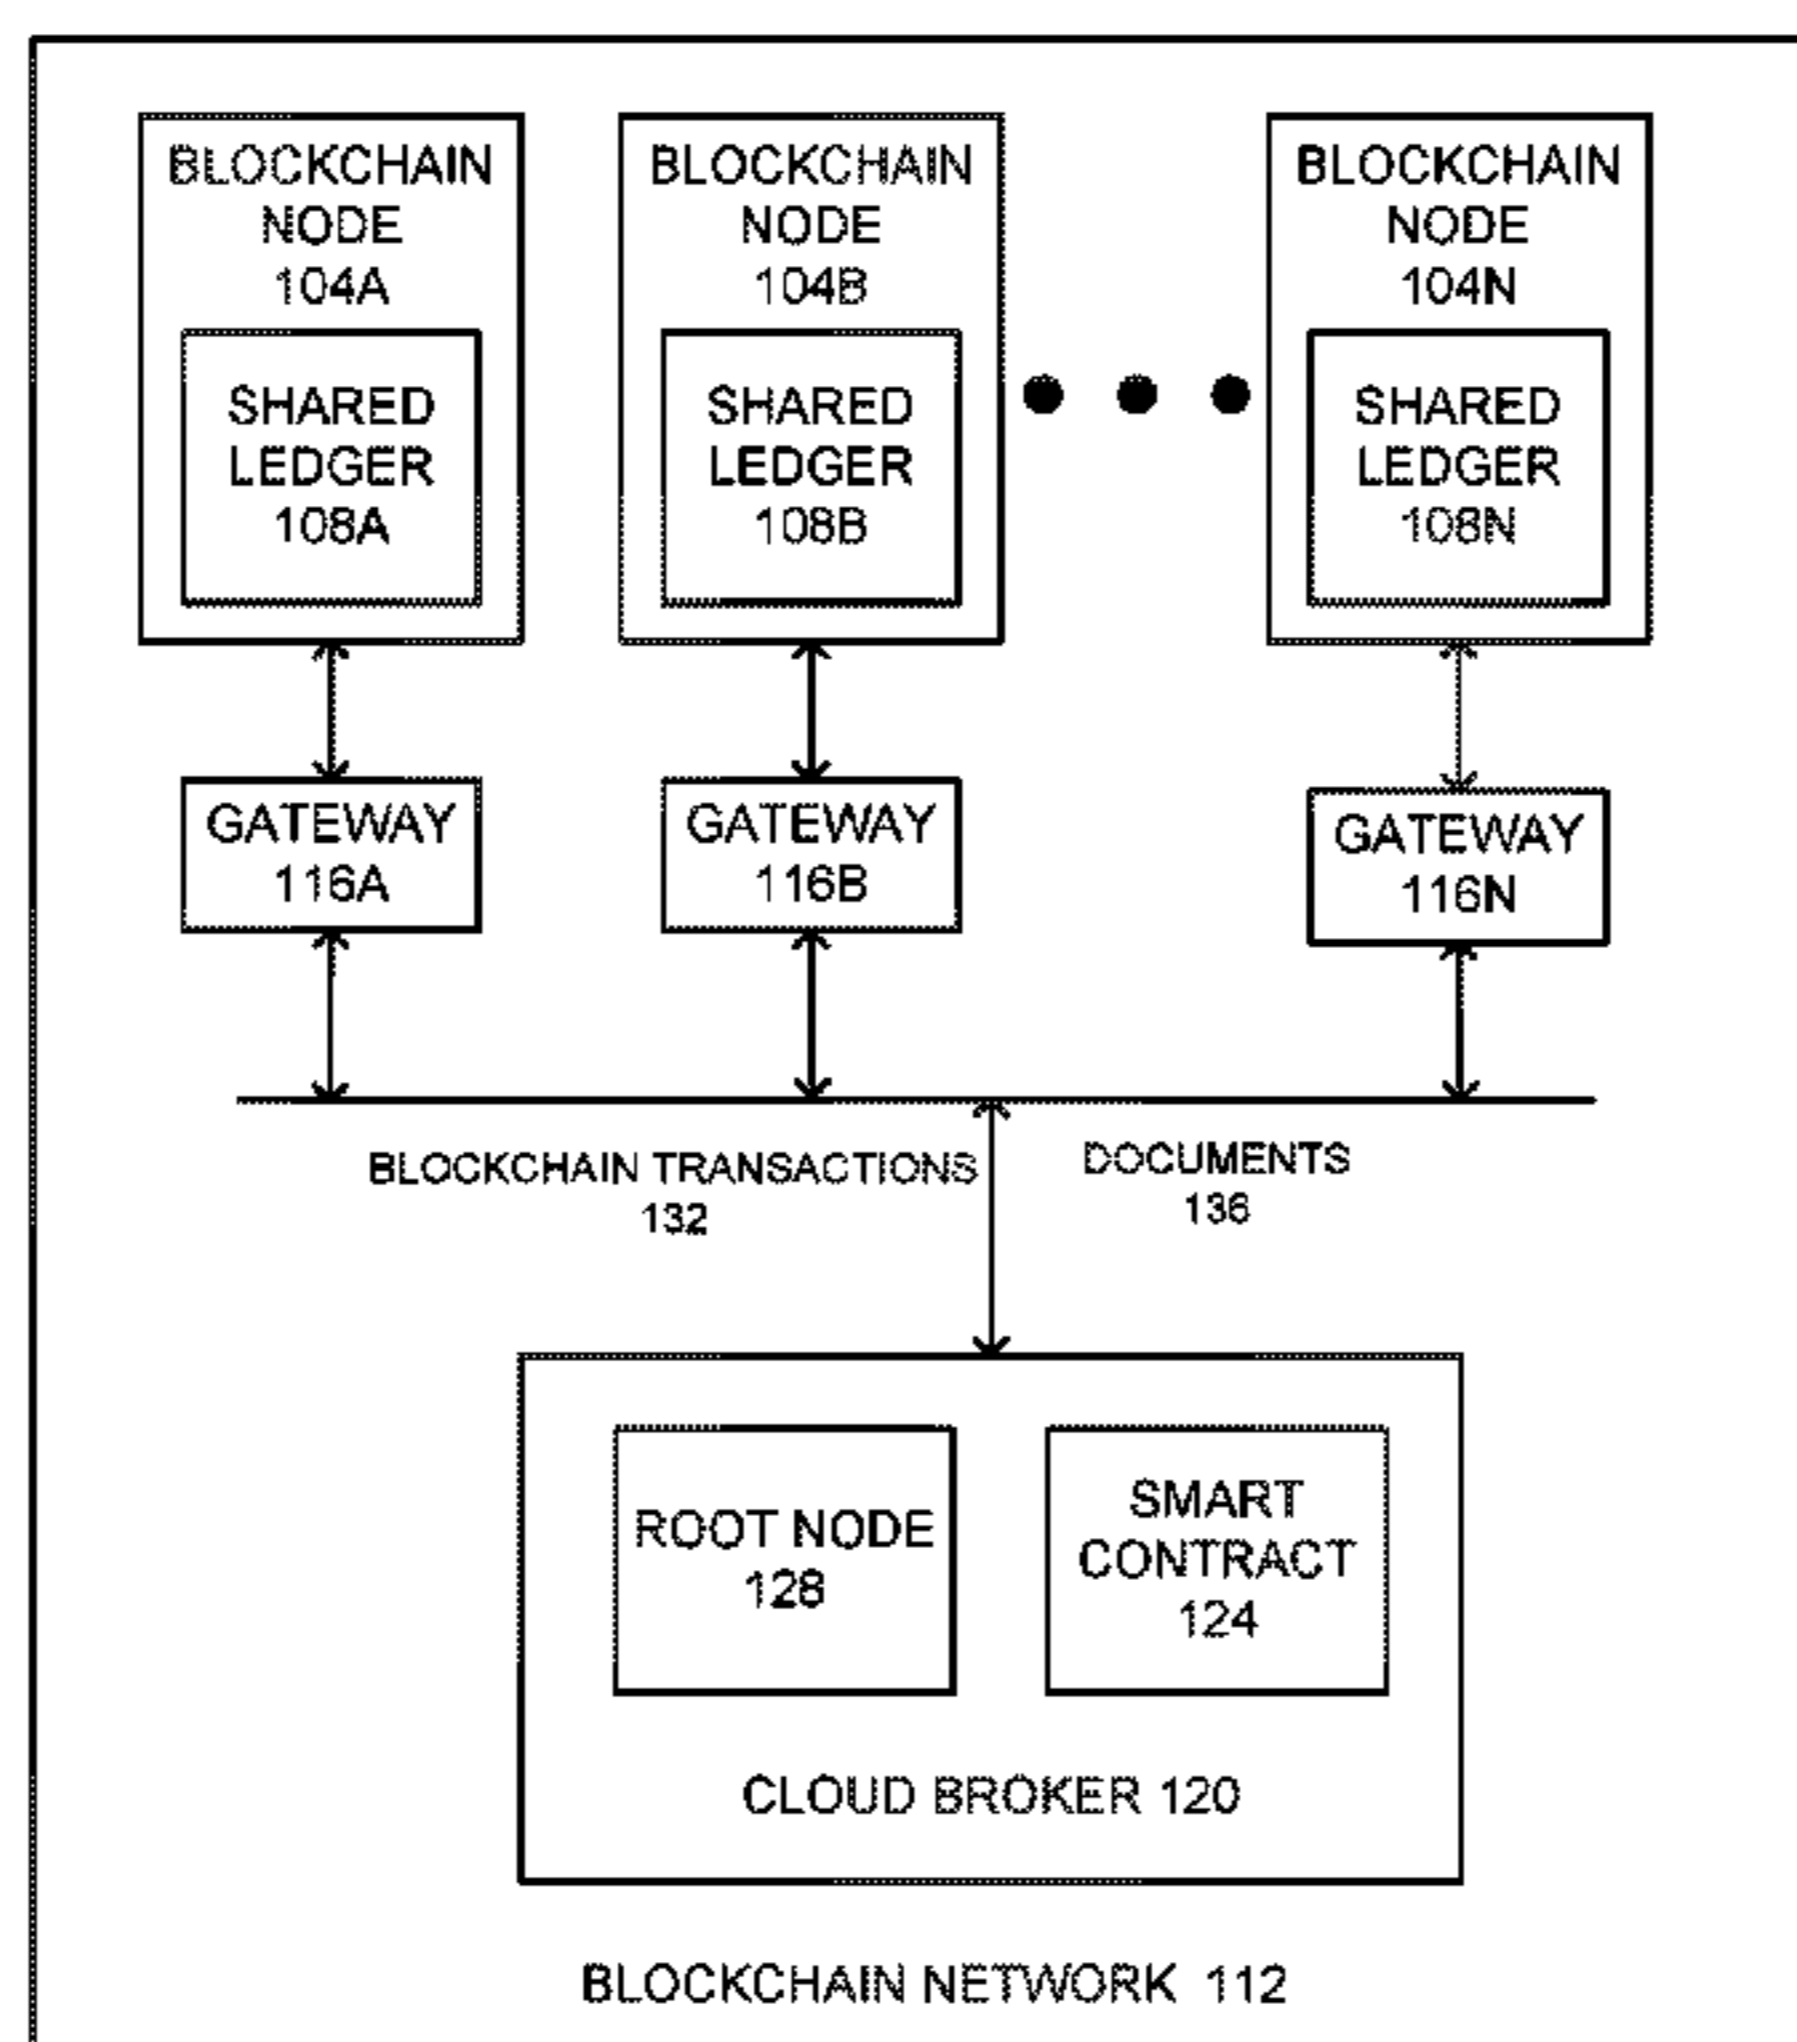 BLOCKCHAIN
NODE
104A
SHARED
LEDGER
108A
BLOCKCHAIN
NODE
104B
SHARED
LEDGER
108B
BLOCKCHAIN
NODE
104N
SHARED
LEDGER
108N
GATEWAY
116A
GATEWAY
116B
GATEWAY
116N
BLOCKCHAIN TRANSACTIONS
132
DOCUMENTS
136
ROOT NODE
128
SMART
CONTRACT
124
CLOUD BROKER 120
BLOCKCHAIN NETWORK 112